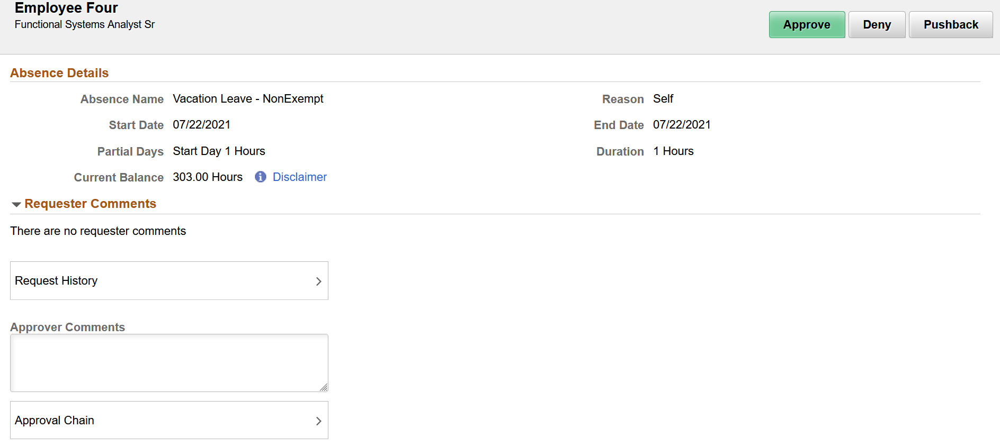 Employee Four
Functional Systems Analyst Sr
Approve Deny Pushback
Absence Details
Absence Name Vacation Leave - NonExempt Reason Self
Start Date 07/22/2021 End Date 07/22/2021
Partial Days Start Day 1 Hours Duration 1 Hours
Current Balance 303.00 Hours Disclaimer
Requester Comments
There are no requester comments
Request History
Approver Comments
Approval Chain